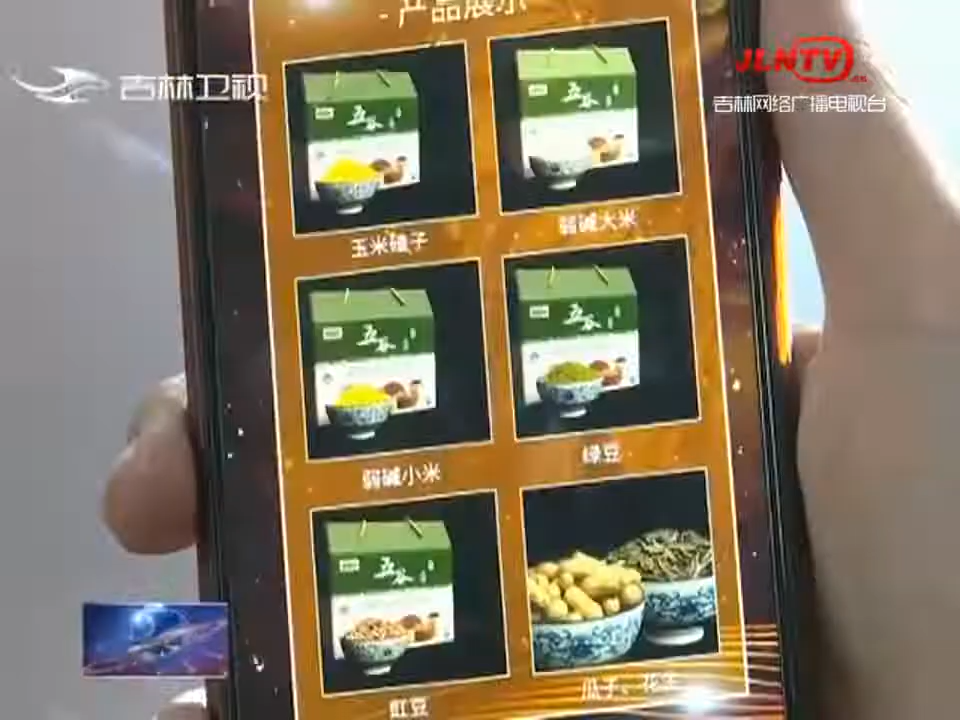 - 产品展示
吉林卫视
JLNTV
吉林网络广播电视台
五谷
五谷
玉米碴子
弱碱大米
五谷
五谷
弱碱小米
绿豆
五谷
豇豆
瓜子、花生